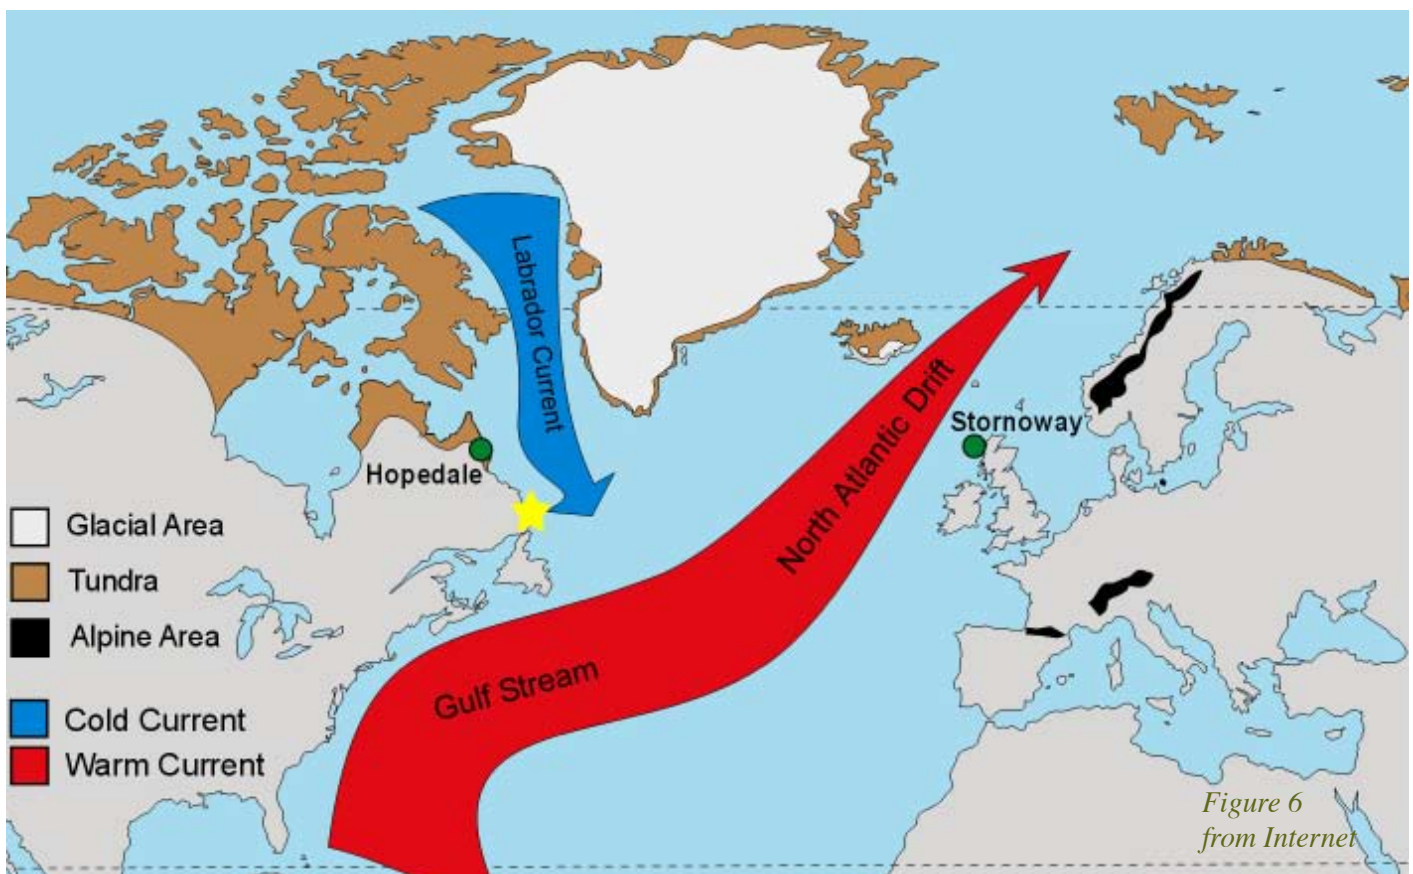 Labrador Current
North Atlantic Drift
Stornoway
Hopedale
Gulf Stream
Glacial Area
Tundra
Alpine Area
Cold Current
Warm Current
Figure 6
from Internet